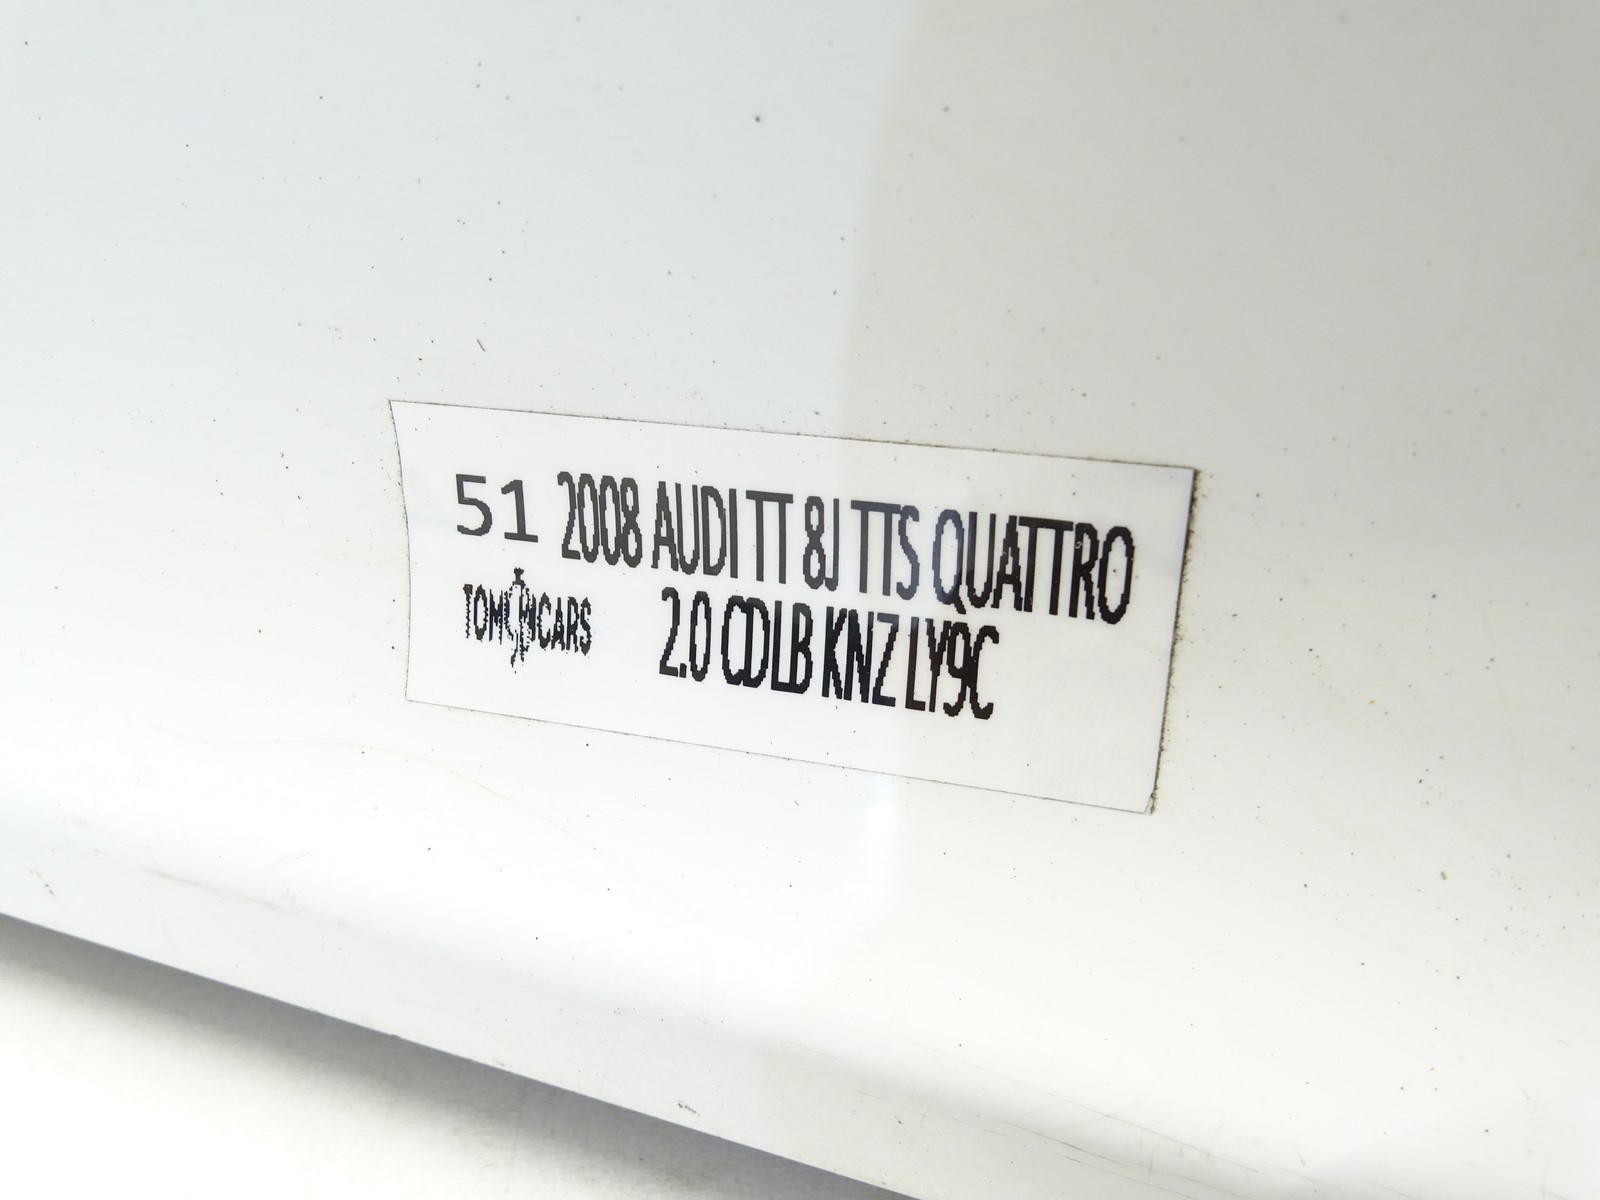 51 2008 AUDI TT 8J TTS QUATTRO
TOM CARS 2.0 CDLB KNZ LY9C